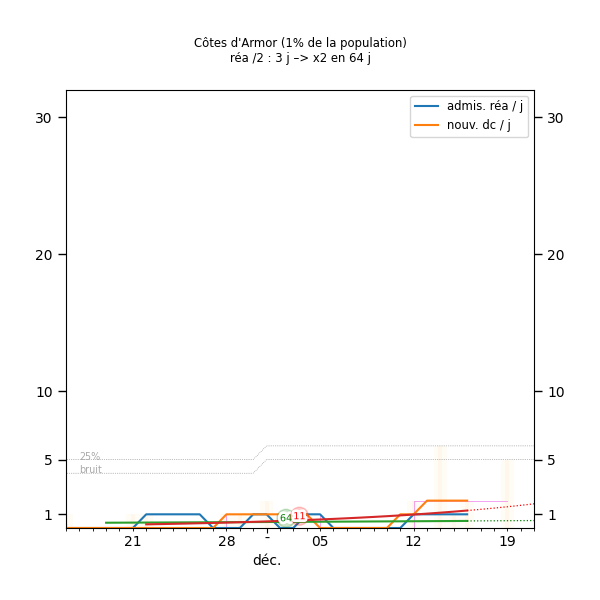 Côtes d'Armor (1% de la population)
réa /2 : 3 j –> x2 en 64 j
admis. réa / j
nouv. dc / j
30 30
20 20
10 10
25%
5 5
bruit
64 11
1 1
21 28 - 05 12 19
déc.